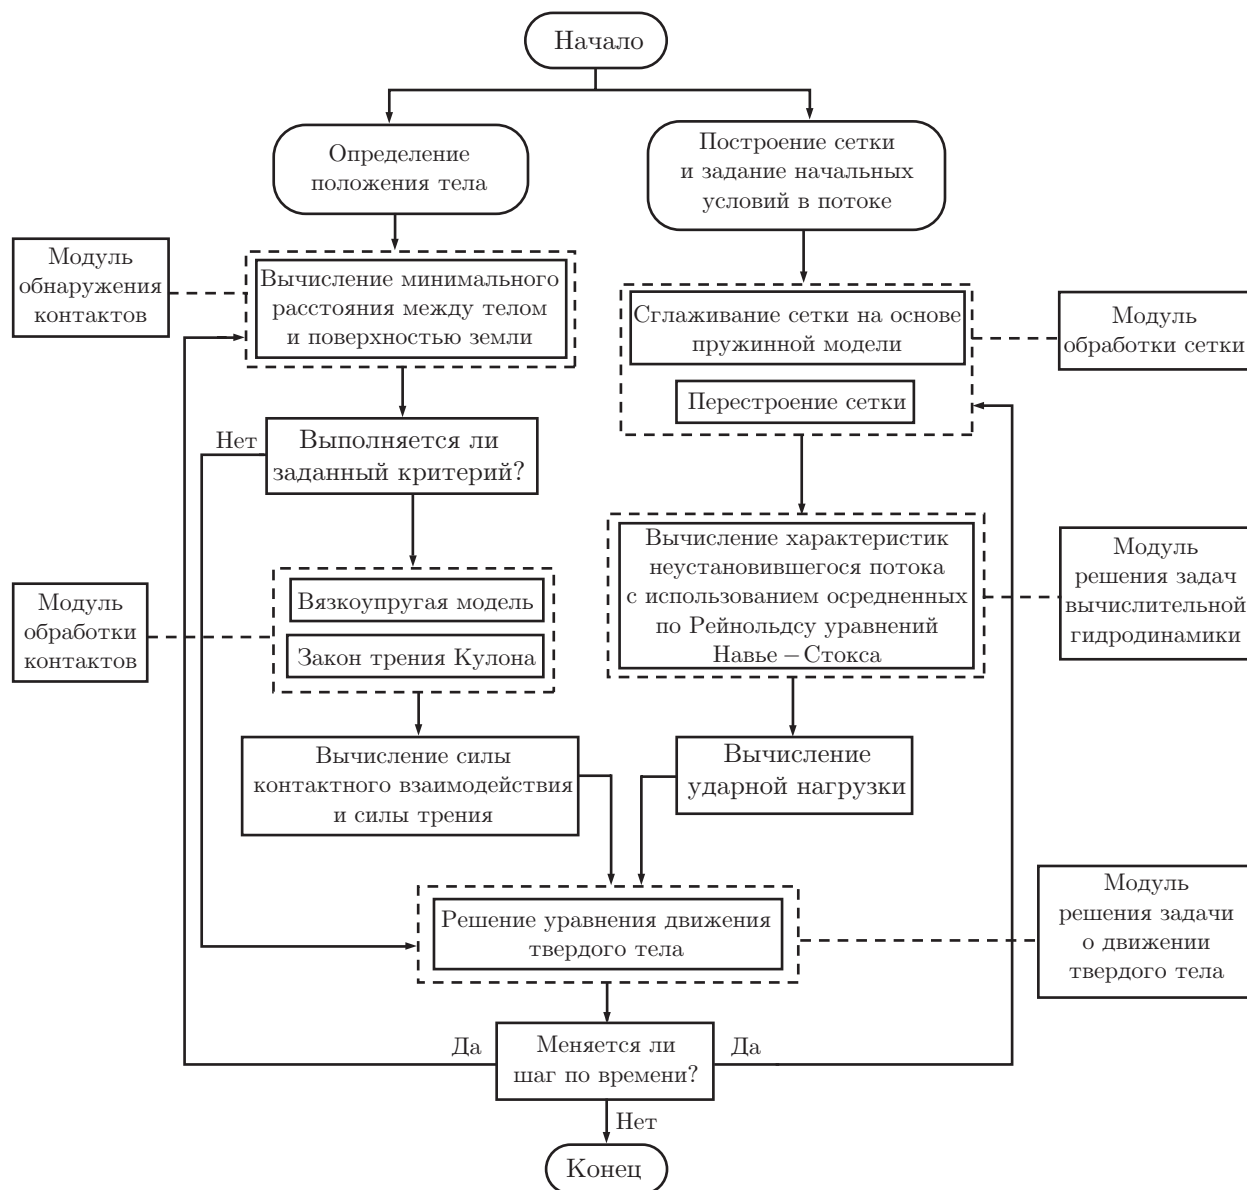 Начало
Определение
положения тела
Построение сетки
и задание начальных
условий в потоке
Модуль
обнаружения
контактов
Вычисление минимального
расстояния между телом
и поверхностью земли
Сглаживание сетки на основе
пружинной модели
Перестроение сетки
Модуль
обработки сетки
Нет
Выполняется ли
заданный критерий?
Вычисление характеристик
неустановившегося потока
с использованием осредненных
по Рейнольдсу уравнений
Навье – Стокса
Модуль
решения задач
вычислительной
гидродинамики
Модуль
обработки
контактов
Вязкоупругая модель
Закон трения Кулона
Вычисление силы
контактного взаимодействия
и силы трения
Вычисление
ударной нагрузки
Решение уравнения движения
твердого тела
Модуль
решения задачи
о движении
твердого тела
Да
Меняется ли
шаг по времени?
Да
Нет
Конец